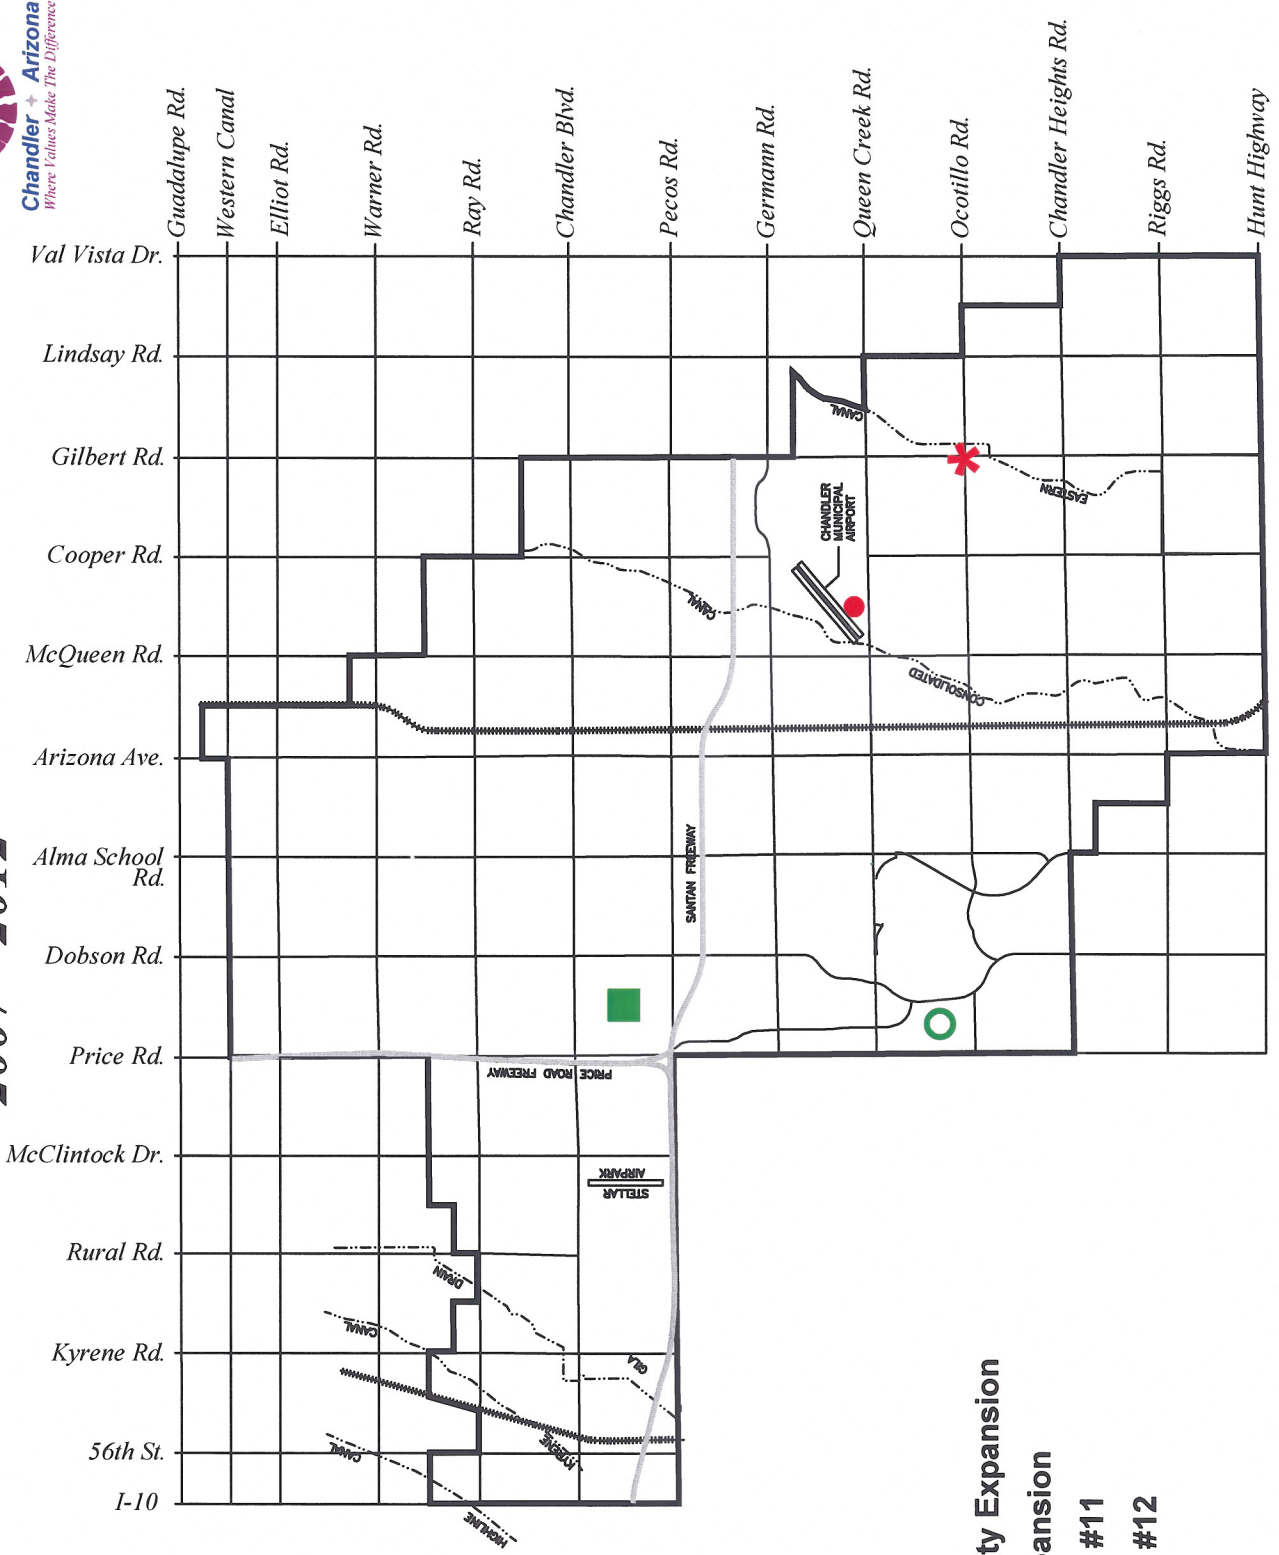 Chandler + Arizona
Where Values Make The Difference
Guadalupe Rd.
Western Canal
Elliot Rd.
Warner Rd.
Ray Rd.
Chandler Blvd.
Pecos Rd.
Germann Rd.
Queen Creek Rd.
Ocotillo Rd.
Chandler Heights Rd.
Riggs Rd.
Hunt Highway
Val Vista Dr.
Lindsay Rd.
Gilbert Rd.
Cooper Rd.
McQueen Rd.
Arizona Ave.
Alma School
Rd.
Dobson Rd.
Price Rd.
McClintock Dr.
Rural Rd.
Kyrene Rd.
56th St.
I-10
CANAL
EASTERN
CHANDLER
MUNICIPAL
AIRPORT
CANAL
CONSOLIDATED
SANTAN FREEWAY
PRICE ROAD FREEWAY
STELLAR
AIRPARK
DRAIN
GILA
CANAL
KYRENE
CANAL
HIGHLINE
ty Expansion
ansion
#11
#12